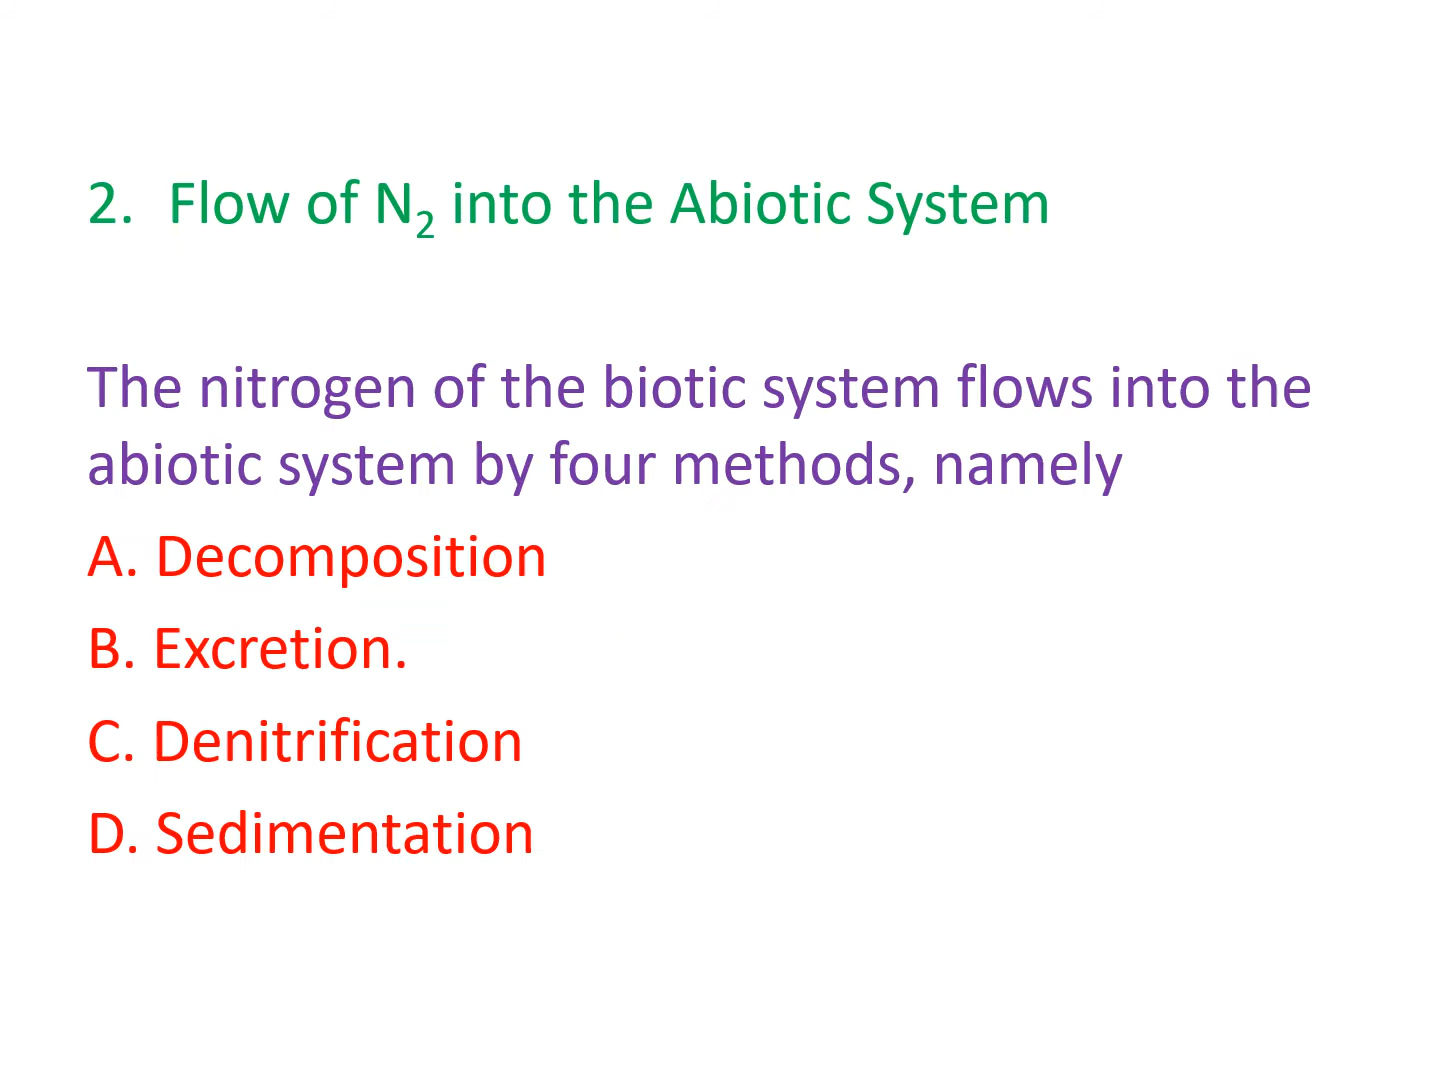 2. Flow of N₂ into the Abiotic System
The nitrogen of the biotic system flows into the
abiotic system by four methods, namely
A. Decomposition
B. Excretion.
C. Denitrification
D. Sedimentation